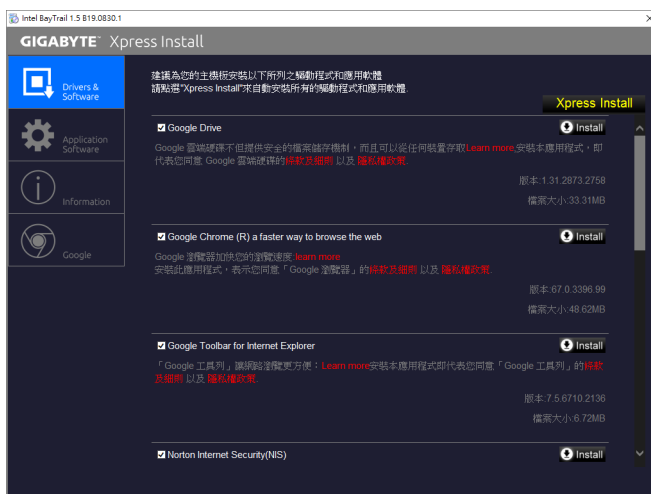 Intel BayTrail 1.5 B19.0830.1
GIGABYTE™ Xpress Install
Drivers &
Software
Application
Software
Information
Google
建議為您的主機板安裝以下所列之驅動程式和應用軟體
請點選"Xpress Install"來自動安裝所有的驅動程式和應用軟體.
Xpress Install
Google Drive
Install
Google 雲端硬碟不但提供安全的檔案儲存機制,而且可以從任何裝置存取Learn more,安裝本應用程式,即
代表您同意 Google 雲端硬碟的條款及細則 以及 隱私權政策.
版本:1.31.2873.2758
檔案大小:33.31MB
Google Chrome (R) a faster way to browse the web
Install
Google 瀏覽器加快您的瀏覽速度.learn more
安裝此應用程式,表示您同意「Google 瀏覽器」的條款及細則 以及 隱私權政策.
版本:67.0.3396.99
檔案大小:48.62MB
Google Toolbar for Internet Explorer
Install
「Google 工具列」讓網路瀏覽更方便:Learn more安裝本應用程式即代表您同意「Google 工具列」的條款
及細則 以及 隱私權政策.
版本:7.5.6710.2136
檔案大小:6.72MB
Norton Internet Security(NIS)
Install